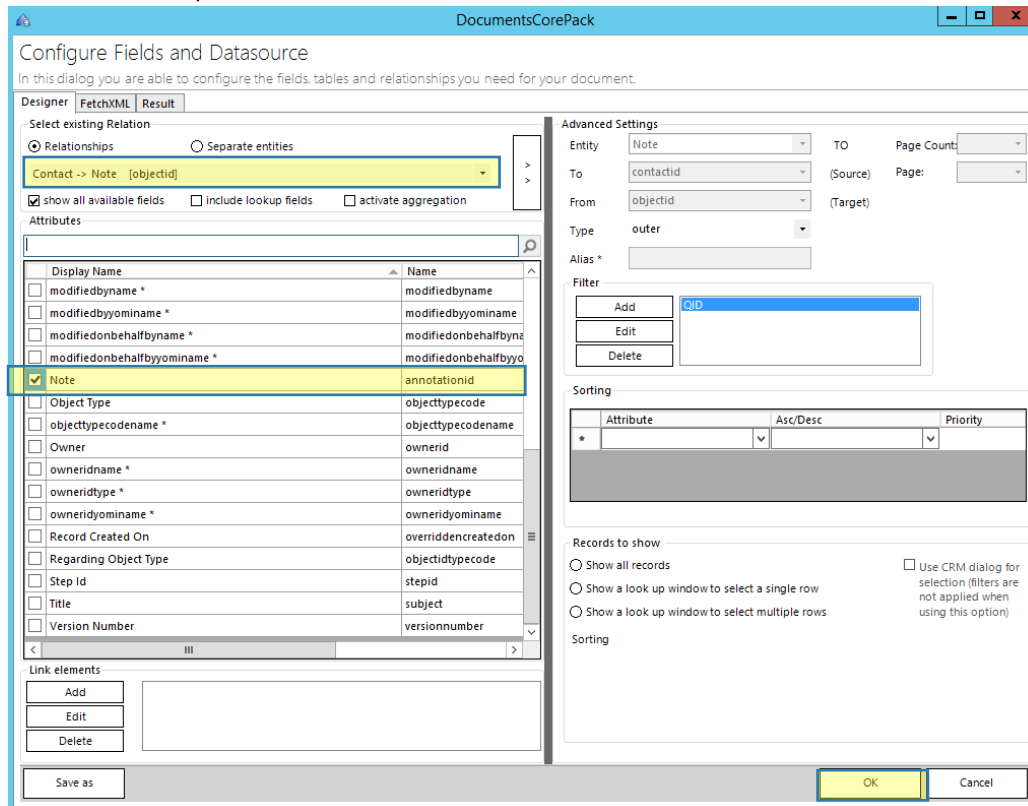 DocumentsCorePack
Configure Fields and Datasource
In this dialog you are able to configure the fields, tables and relationships you need for your document.
Designer FetchXML Result
Select existing Relation
Relationships Separate entities
Contact -> Note [objectid]
> >
show all available fields include lookup fields activate aggregation
Attributes
Display Name Name
modifiedbyname * modifiedbyname
modifiedbyyominame * modifiedbyyominame
modifiedonbehalfbyname * modifiedonbehalfbyna
modifiedonbehalfbyyominame * modifiedonbehalfbyyo
Note annotationid
Object Type objecttypecode
objecttypecodename * objecttypecodename
Owner ownerid
owneridname * owneridname
owneridtype * owneridtype
owneridyominame * owneridyominame
Record Created On overriddencreatedon
Regarding Object Type objectidtypecode
Step Id stepid
Title subject
Version Number versionnumber
Link elements
Add
Edit
Delete
Save as
Advanced Settings
Entity Note TO Page Count:
To contactid (Source) Page:
From objectid (Target)
Type outer
Alias *
Filter
Add QID
Edit
Delete
Sorting
Attribute Asc/Desc Priority
*
Records to show
Show all records
Show a look up window to select a single row
Show a look up window to select multiple rows
Use CRM dialog for
selection (filters are
not applied when
using this option)
Sorting
OK Cancel